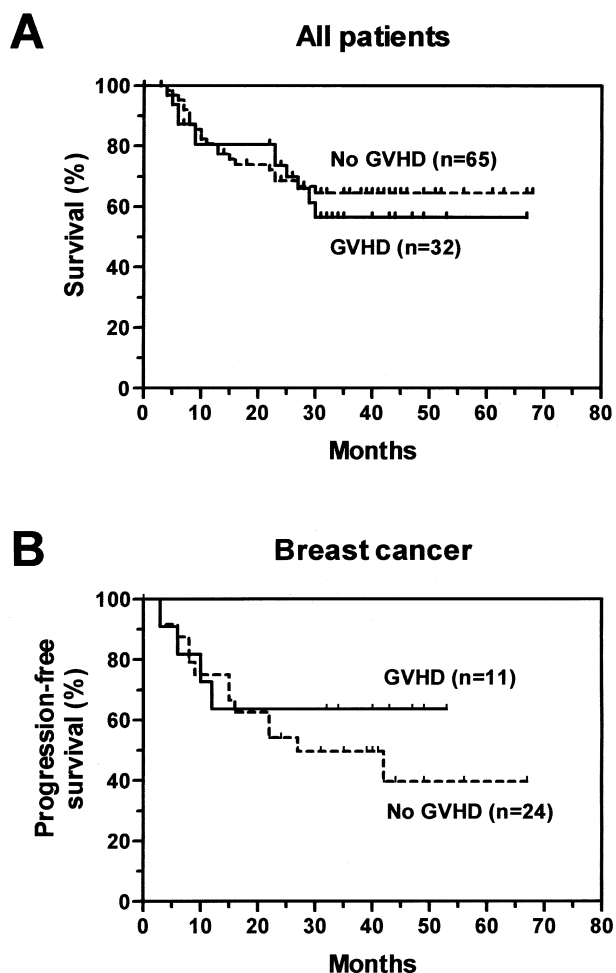 A
All patients
Survival (%)
100
80
60
40
20
0
No GVHD (n=65)
GVHD (n=32)
0 10 20 30 40 50 60 70 80
Months
B
Breast cancer
Progression-free
survival (%)
100
80
60
40
20
0
GVHD (n=11)
No GVHD (n=24)
0 10 20 30 40 50 60 70 80
Months